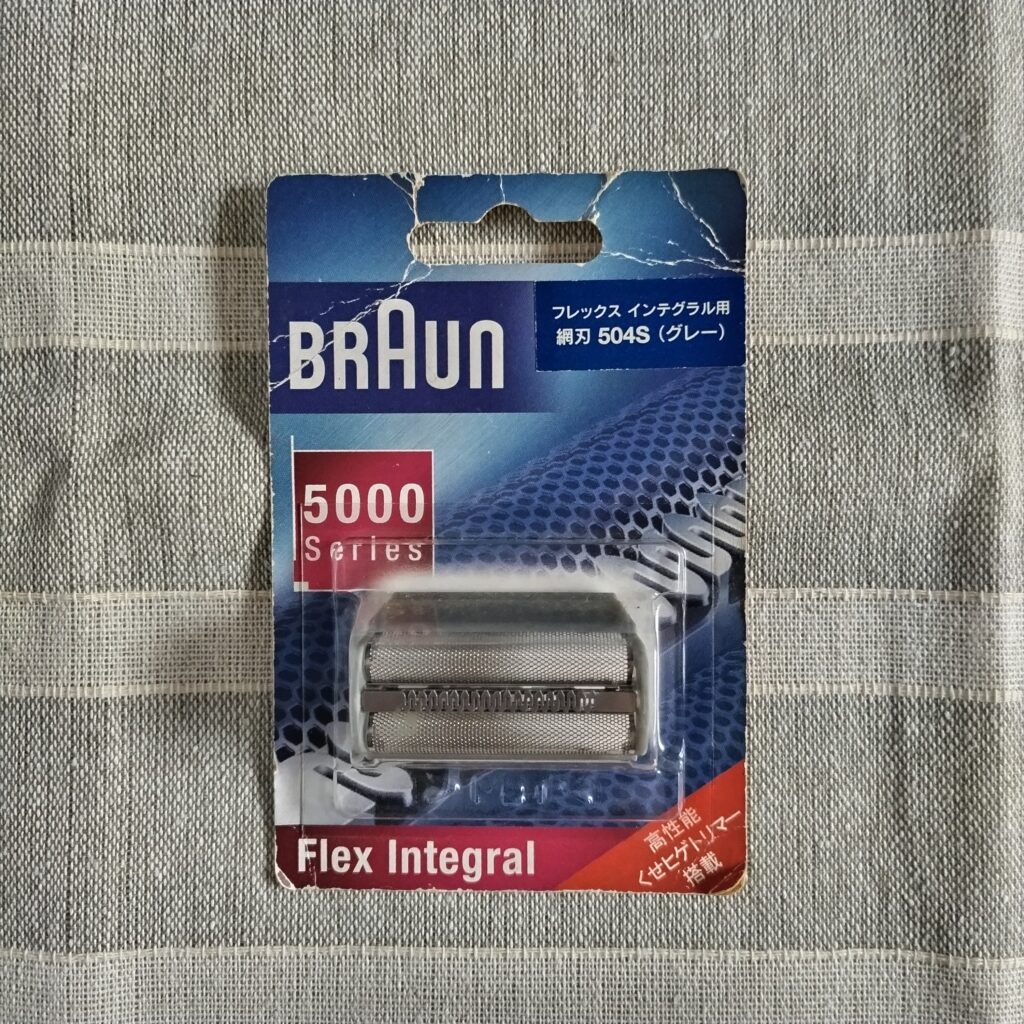 BRAUN
フレックス インテグラル用
網刃 504S (グレー)
5000
Series
Flex Integral
高性能
くせヒゲトリマー
搭載